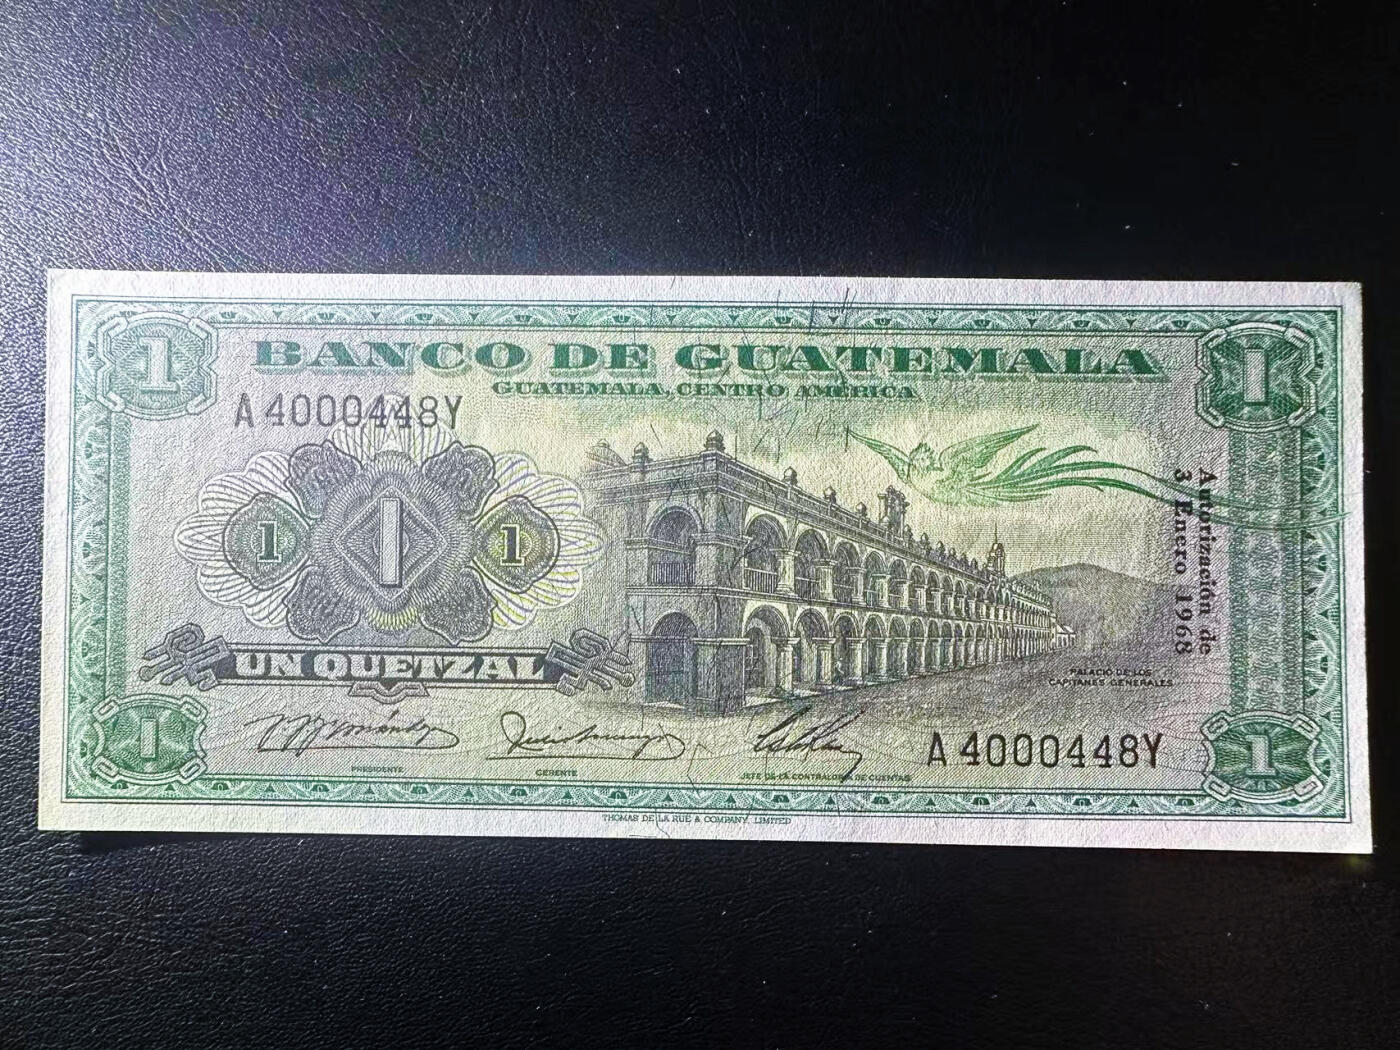 1
1
BANCO DE GUATEMALA
GUATEMALA, CENTRO AMÉRICA
A 4000448Y
1
1
1
Autorización de
3 Enero 1968
UN QUETZAL
PALACIO DE LOS
CAPITANES GENERALES
1
1
A 4000448Y
PRESIDENTE
GERENTE
JEFE DE LA CONTRALORIA DE CUENTAS
THOMAS DE LA RUE & COMPANY, LIMITED